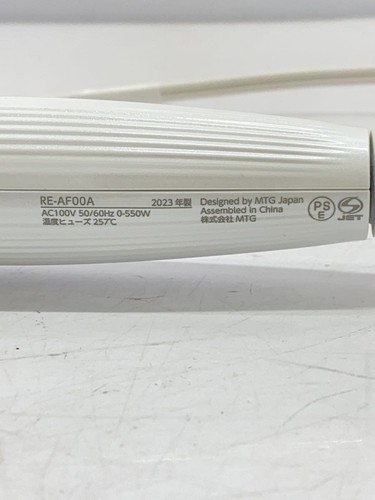 RE-AF00A 2023 年製
AC100V 50/60Hz 0-550W
温度ヒューズ 257℃
Designed by MTG Japan
Assembled in China
株式会社 MTG
PS
E
JET